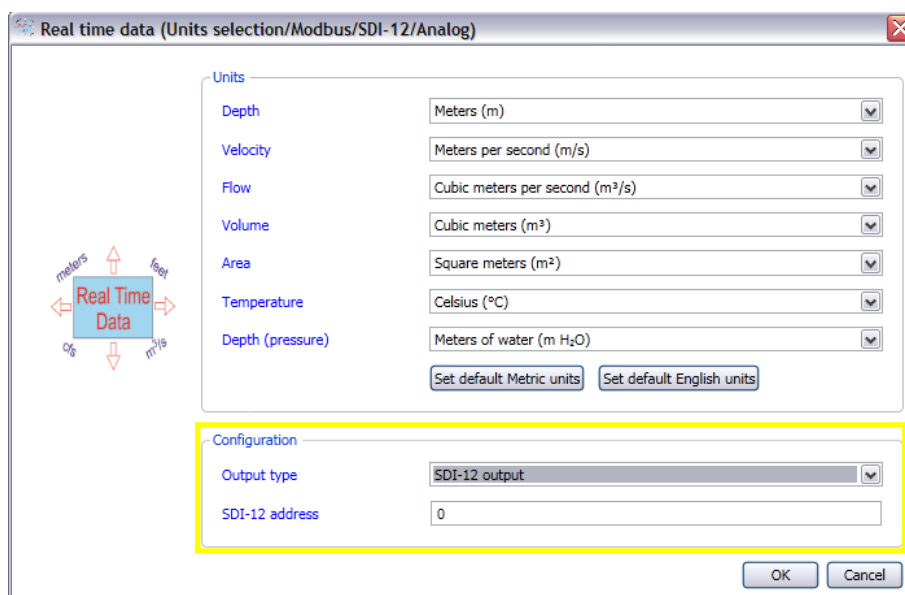 Real time data (Units selection/Modbus/SDI-12/Analog)
Units
Depth Meters (m)
Velocity Meters per second (m/s)
Flow Cubic meters per second (m³/s)
Volume Cubic meters (m³)
Area Square meters (m²)
Temperature Celsius (°C)
Depth (pressure) Meters of water (m H₂O)
Set default Metric units Set default English units
meters feet
Real Time
Data
cfs m³/s
Configuration
Output type SDI-12 output
SDI-12 address 0
OK Cancel